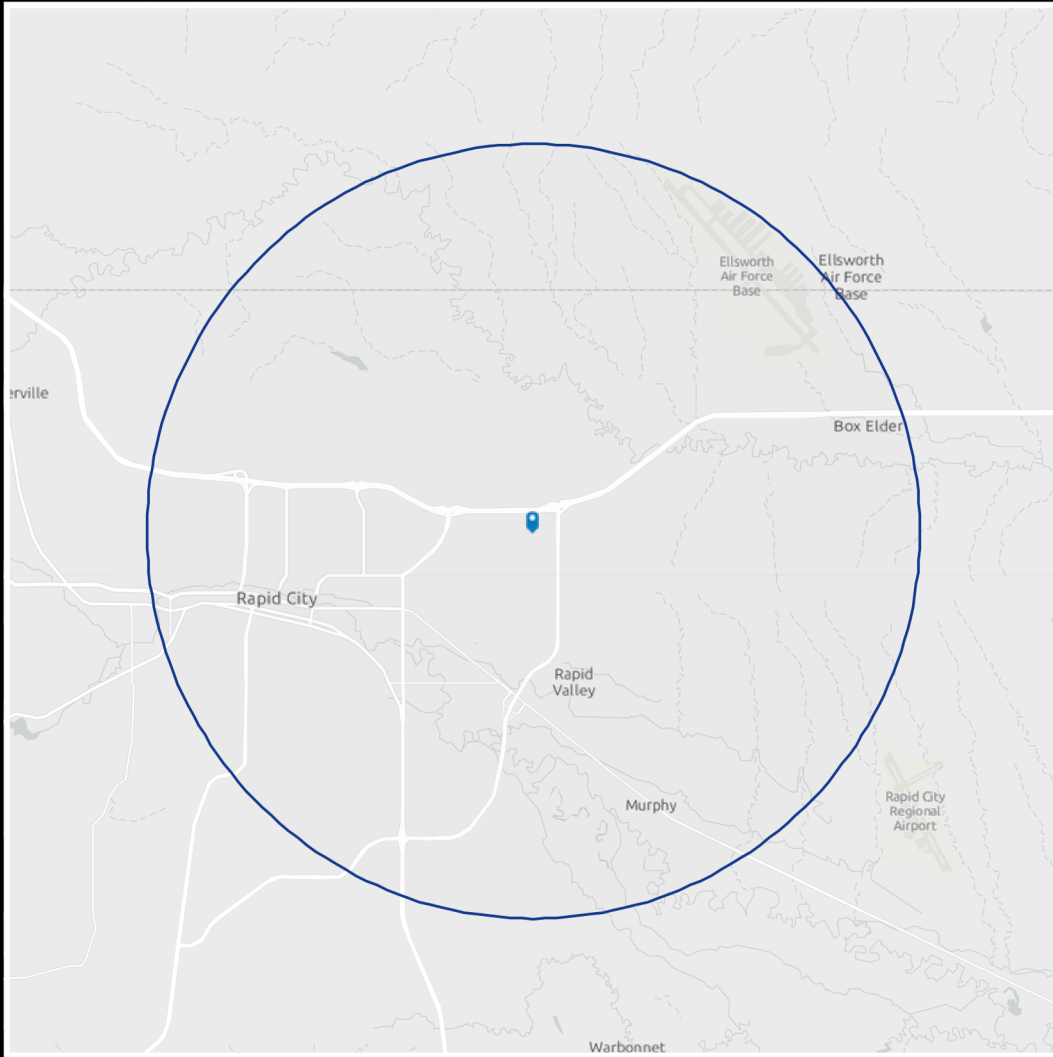 Ellsworth
Air Force
Base
Ellsworth
Air Force
Base
erville
Box Elder
Rapid City
Rapid
Valley
Murphy
Rapid City
Regional
Airport
Warbonnet